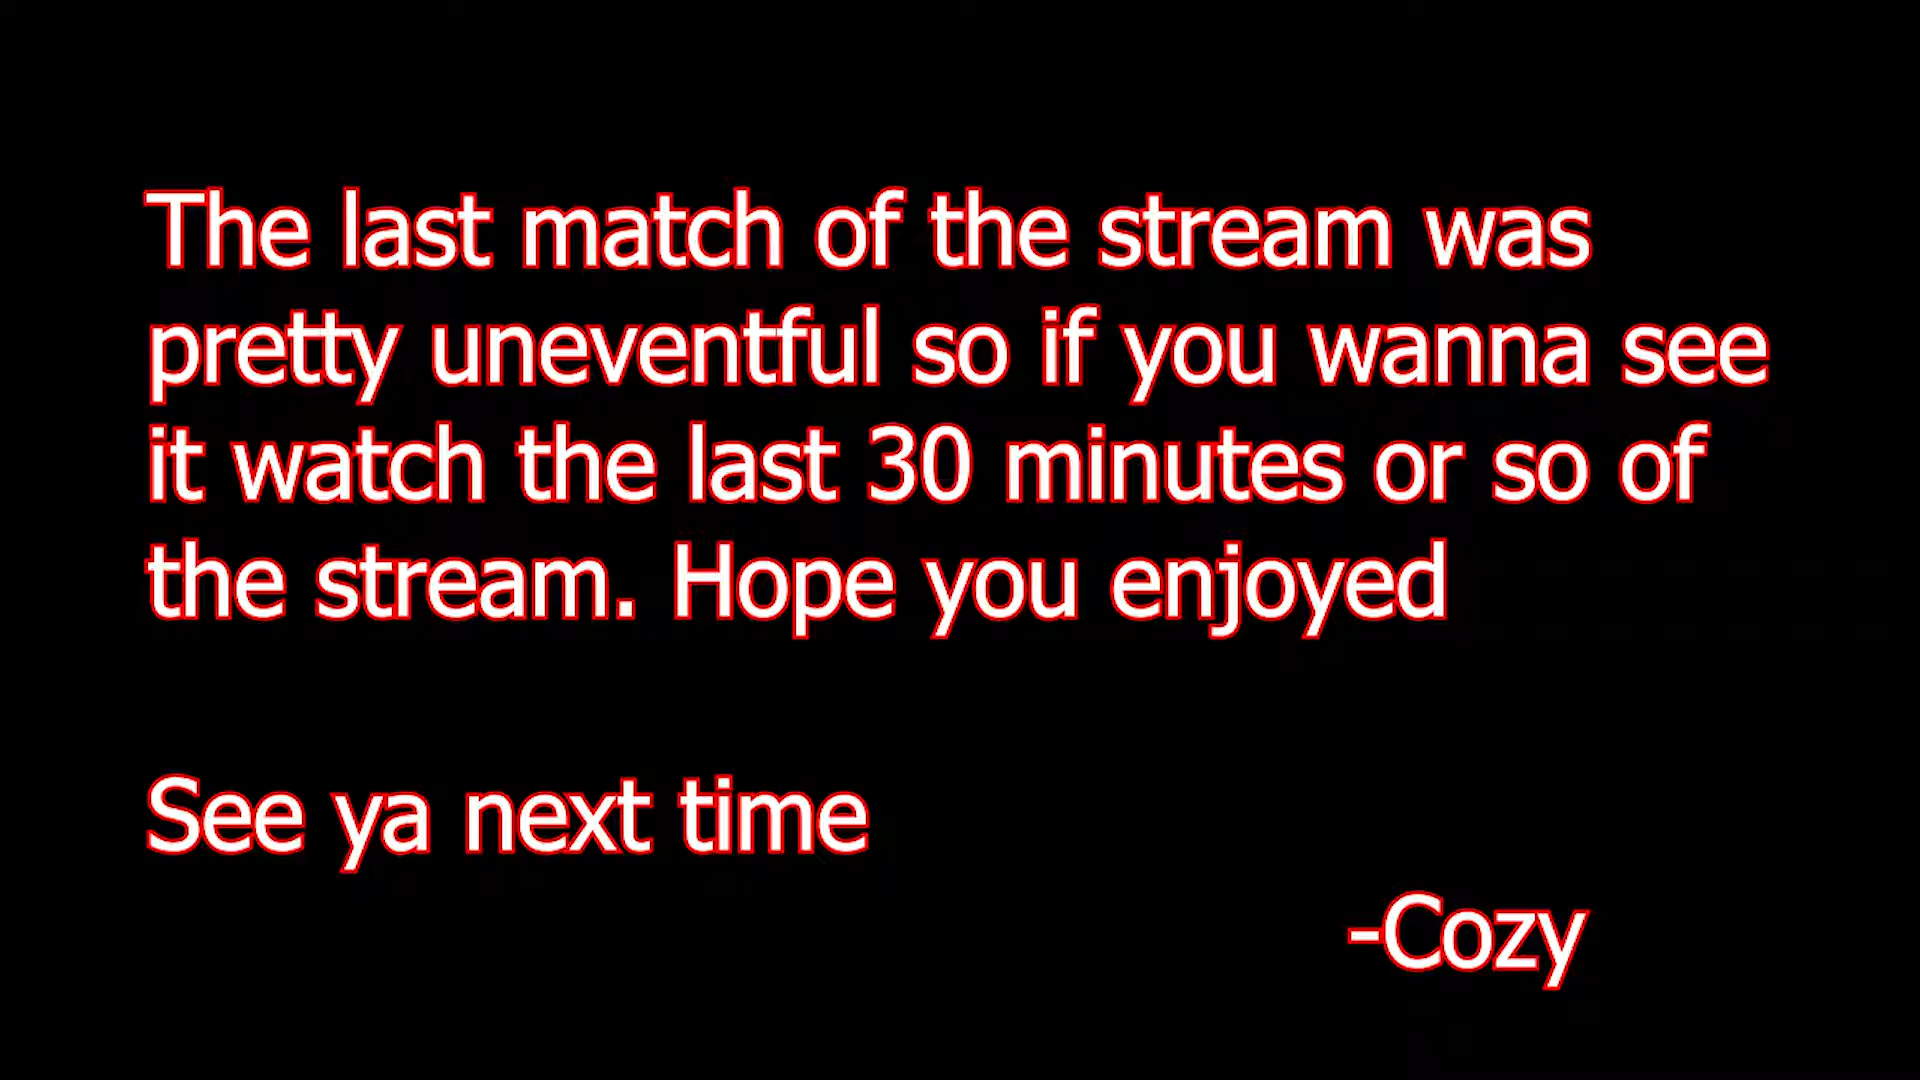 The last match of the stream was
pretty uneventful so if you wanna see
it watch the last 30 minutes or so of
the stream. Hope you enjoyed
See ya next time
-Cozy